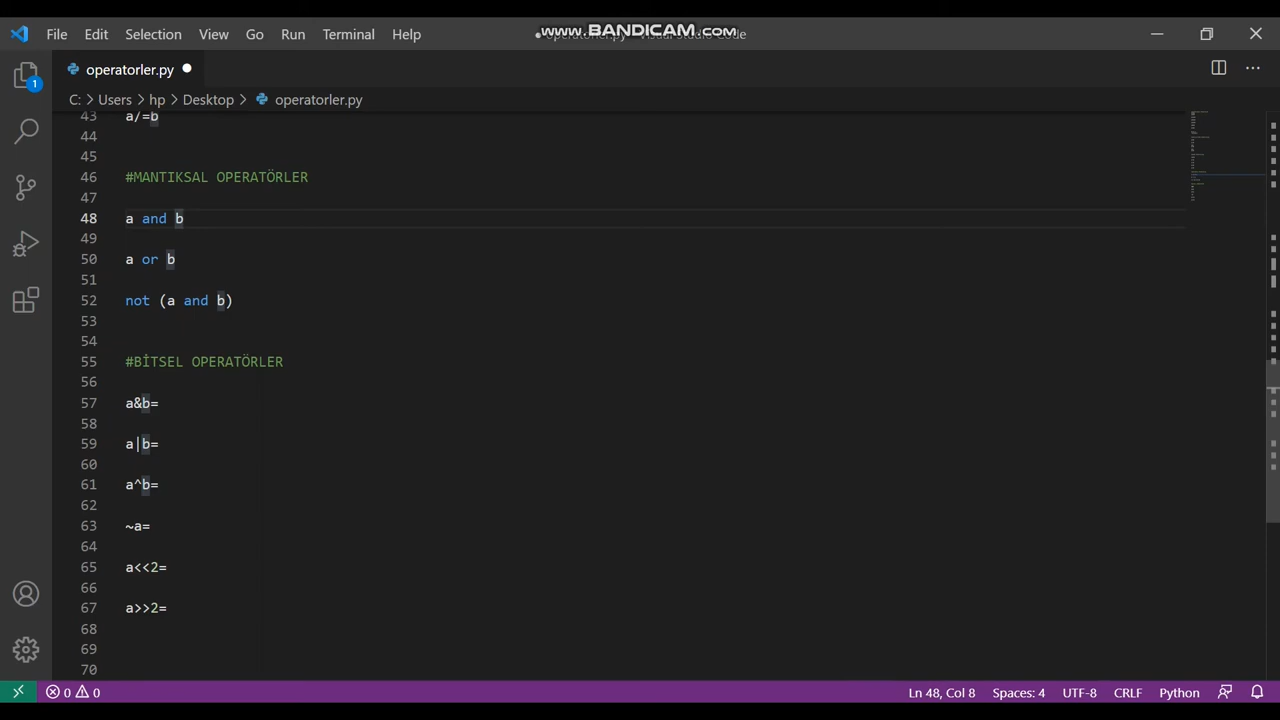 www.BANDICAM.com
File Edit Selection View Go Run Terminal Help
operatorler.py
C: > Users > hp > Desktop > operatorler.py
43 a/=b
44
45
46 #MANTIKSAL OPERATÖRLER
47
48 a and b
49
50 a or b
51
52 not (a and b)
53
54
55 #BİTSEL OPERATÖRLER
56
57 a&b=
58
59 a|b=
60
61 a^b=
62
63 ~a=
64
65 a<<2=
66
67 a>>2=
68
69
70
1
0 0
Ln 48, Col 8 Spaces: 4 UTF-8 CRLF Python